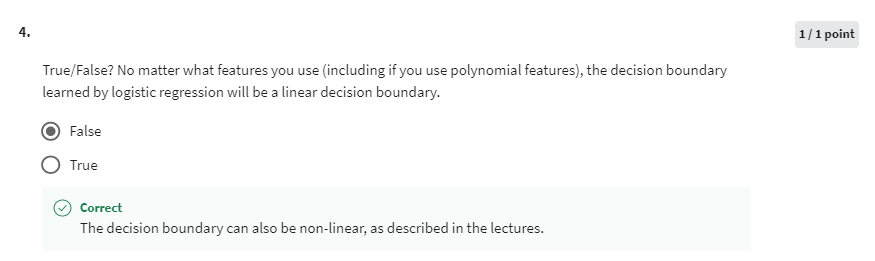 4.
1 / 1 point
True/False? No matter what features you use (including if you use polynomial features), the decision boundary
learned by logistic regression will be a linear decision boundary.
False
True
Correct
The decision boundary can also be non-linear, as described in the lectures.